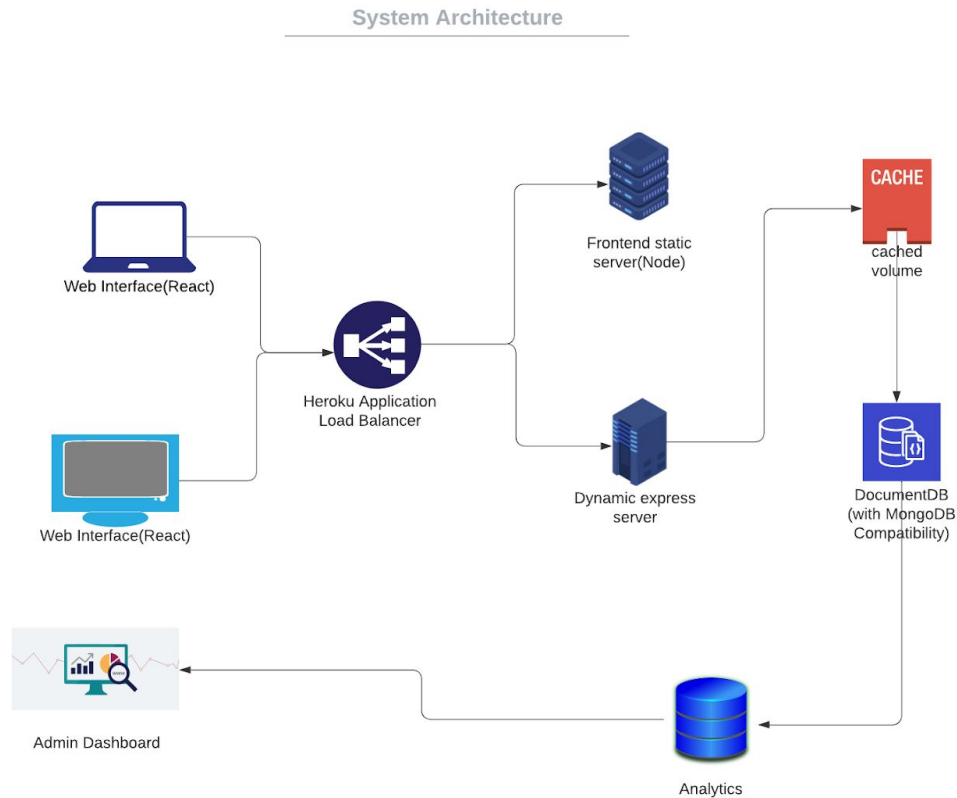 System Architecture
CACHE
Frontend static
server(Node)
cached
volume
Web Interface(React)
Heroku Application
Load Balancer
Dynamic express
server
DocumentDB
(with MongoDB
Compatibility)
Web Interface(React)
www
Admin Dashboard
Analytics